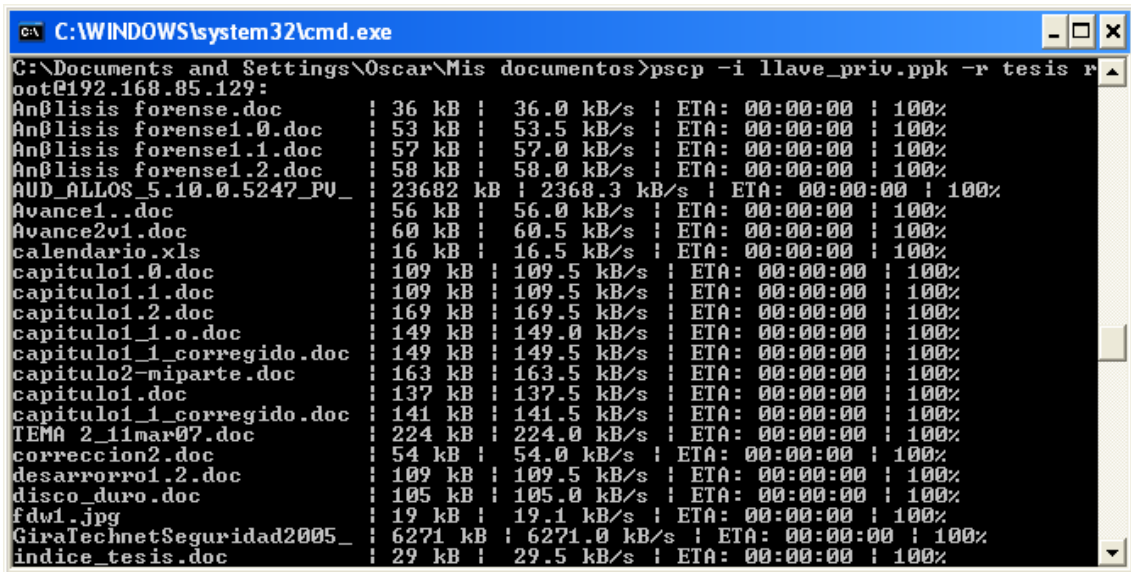 C:\WINDOWS\system32\cmd.exe
C:\Documents and Settings\Oscar\Mis documentos>pscp -i llave_priv.ppk -r tesis r
oot@192.168.85.129:
Anβlisis forense.doc | 36 kB | 36.0 kB/s | ETA: 00:00:00 | 100%
Anβlisis forense1.0.doc | 53 kB | 53.5 kB/s | ETA: 00:00:00 | 100%
Anβlisis forense1.1.doc | 57 kB | 57.0 kB/s | ETA: 00:00:00 | 100%
Anβlisis forense1.2.doc | 58 kB | 58.0 kB/s | ETA: 00:00:00 | 100%
AUD_ALLOS_5.10.0.5247_PV_ | 23682 kB | 2368.3 kB/s | ETA: 00:00:00 | 100%
Avance1..doc | 56 kB | 56.0 kB/s | ETA: 00:00:00 | 100%
Avance2v1.doc | 60 kB | 60.5 kB/s | ETA: 00:00:00 | 100%
calendario.xls | 16 kB | 16.5 kB/s | ETA: 00:00:00 | 100%
capitulo1.0.doc | 109 kB | 109.5 kB/s | ETA: 00:00:00 | 100%
capitulo1.1.doc | 109 kB | 109.5 kB/s | ETA: 00:00:00 | 100%
capitulo1.2.doc | 169 kB | 169.5 kB/s | ETA: 00:00:00 | 100%
capitulo1_1.o.doc | 149 kB | 149.0 kB/s | ETA: 00:00:00 | 100%
capitulo1_1_corregido.doc | 149 kB | 149.5 kB/s | ETA: 00:00:00 | 100%
capitulo2-miparte.doc | 163 kB | 163.5 kB/s | ETA: 00:00:00 | 100%
capitulo1.doc | 137 kB | 137.5 kB/s | ETA: 00:00:00 | 100%
capitulo1_1_corregido.doc | 141 kB | 141.5 kB/s | ETA: 00:00:00 | 100%
TEMA 2_11mar07.doc | 224 kB | 224.0 kB/s | ETA: 00:00:00 | 100%
correccion2.doc | 54 kB | 54.0 kB/s | ETA: 00:00:00 | 100%
desarrorro1.2.doc | 109 kB | 109.5 kB/s | ETA: 00:00:00 | 100%
disco_duro.doc | 105 kB | 105.0 kB/s | ETA: 00:00:00 | 100%
fdw1.jpg | 19 kB | 19.1 kB/s | ETA: 00:00:00 | 100%
GiraTechnetSeguridad2005_ | 6271 kB | 6271.0 kB/s | ETA: 00:00:00 | 100%
indice_tesis.doc | 29 kB | 29.5 kB/s | ETA: 00:00:00 | 100%